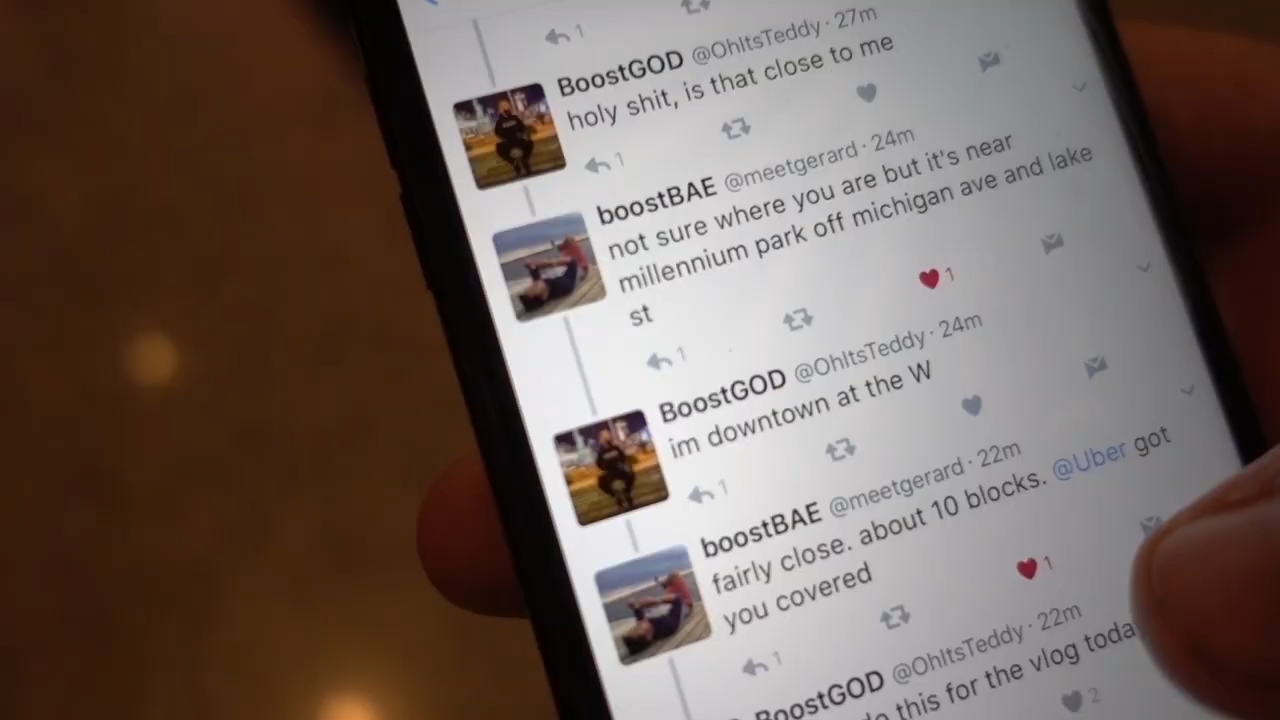 1
BoostGOD @OhItsTeddy · 27m
holy shit, is that close to me
1
boostBAE @meetgerard · 24m
not sure where you are but it's near
millennium park off michigan ave and lake
st
1
1
BoostGOD @OhItsTeddy · 24m
im downtown at the W
1
boostBAE @meetgerard · 22m
fairly close. about 10 blocks. @Uber got
you covered
1
1
BoostGOD @OhItsTeddy · 22m
this for the vlog
2